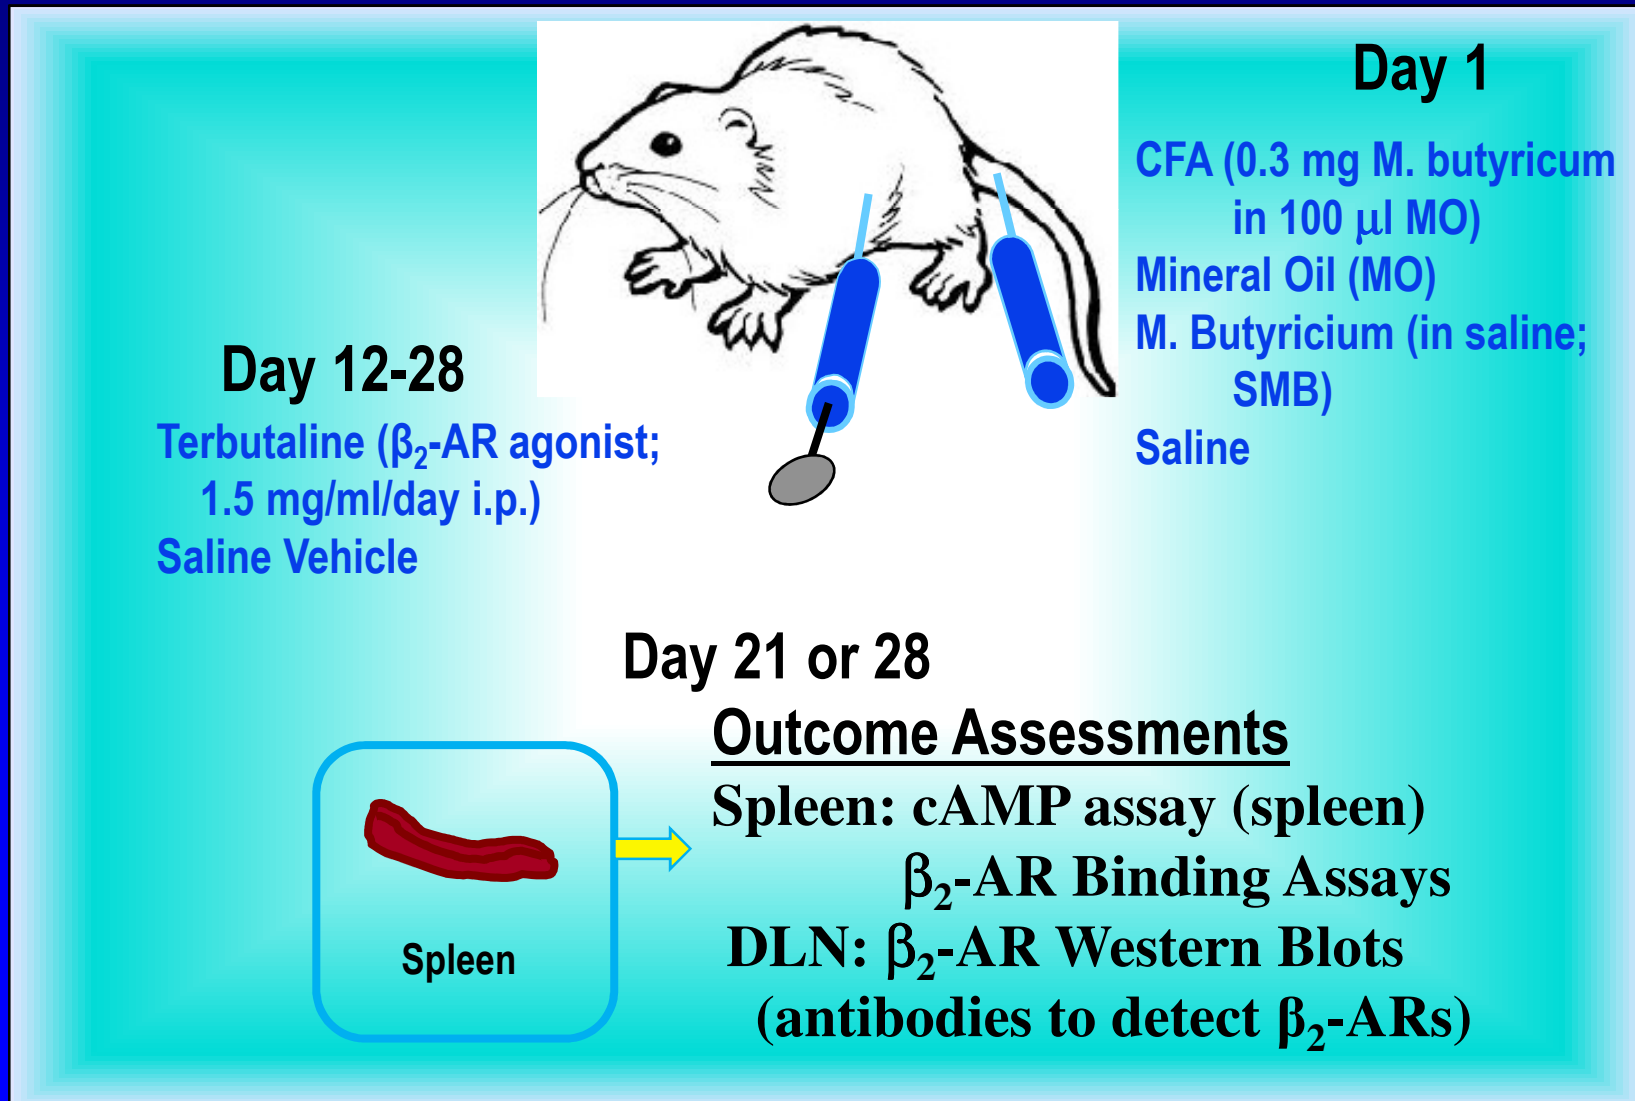 Day 1
CFA (0.3 mg M. butyricum
in 100 μl MO)
Mineral Oil (MO)
M. Butyricium (in saline;
SMB)
Saline
Day 12-28
Terbutaline (β₂-AR agonist;
1.5 mg/ml/day i.p.)
Saline Vehicle
Day 21 or 28
Outcome Assessments
Spleen: cAMP assay (spleen)
β₂-AR Binding Assays
DLN: β₂-AR Western Blots
(antibodies to detect β₂-ARs)
Spleen